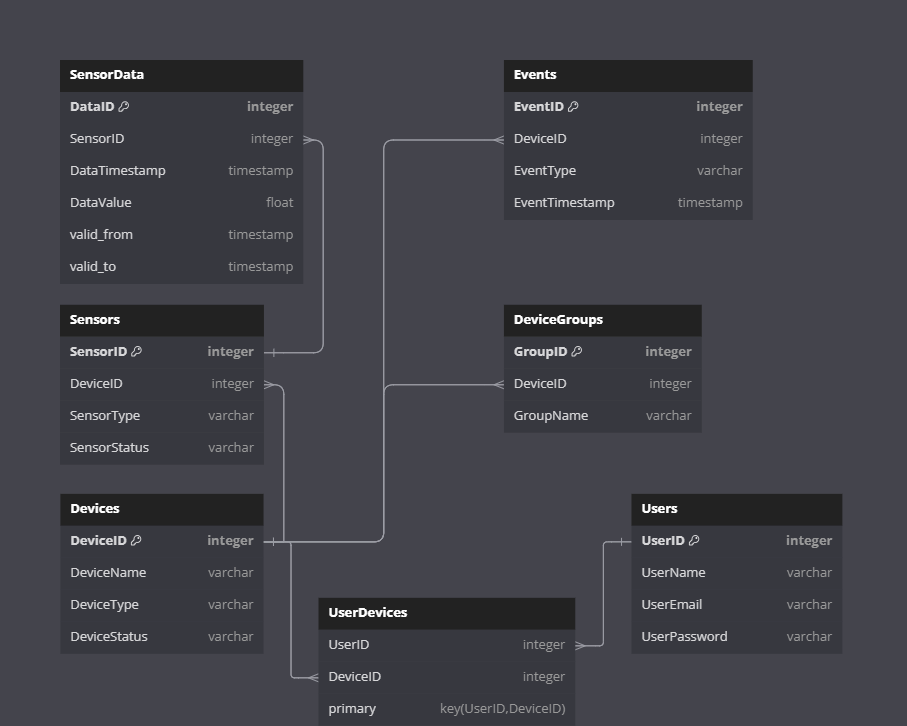 SensorData
DataID integer
SensorID integer
DataTimestamp timestamp
DataValue float
valid_from timestamp
valid_to timestamp
Events
EventID integer
DeviceID integer
EventType varchar
EventTimestamp timestamp
Sensors
SensorID integer
DeviceID integer
SensorType varchar
SensorStatus varchar
DeviceGroups
GroupID integer
DeviceID integer
GroupName varchar
Devices
DeviceID integer
DeviceName varchar
DeviceType varchar
DeviceStatus varchar
Users
UserID integer
UserName varchar
UserEmail varchar
UserPassword varchar
UserDevices
UserID integer
DeviceID integer
primary key(UserID,DeviceID)